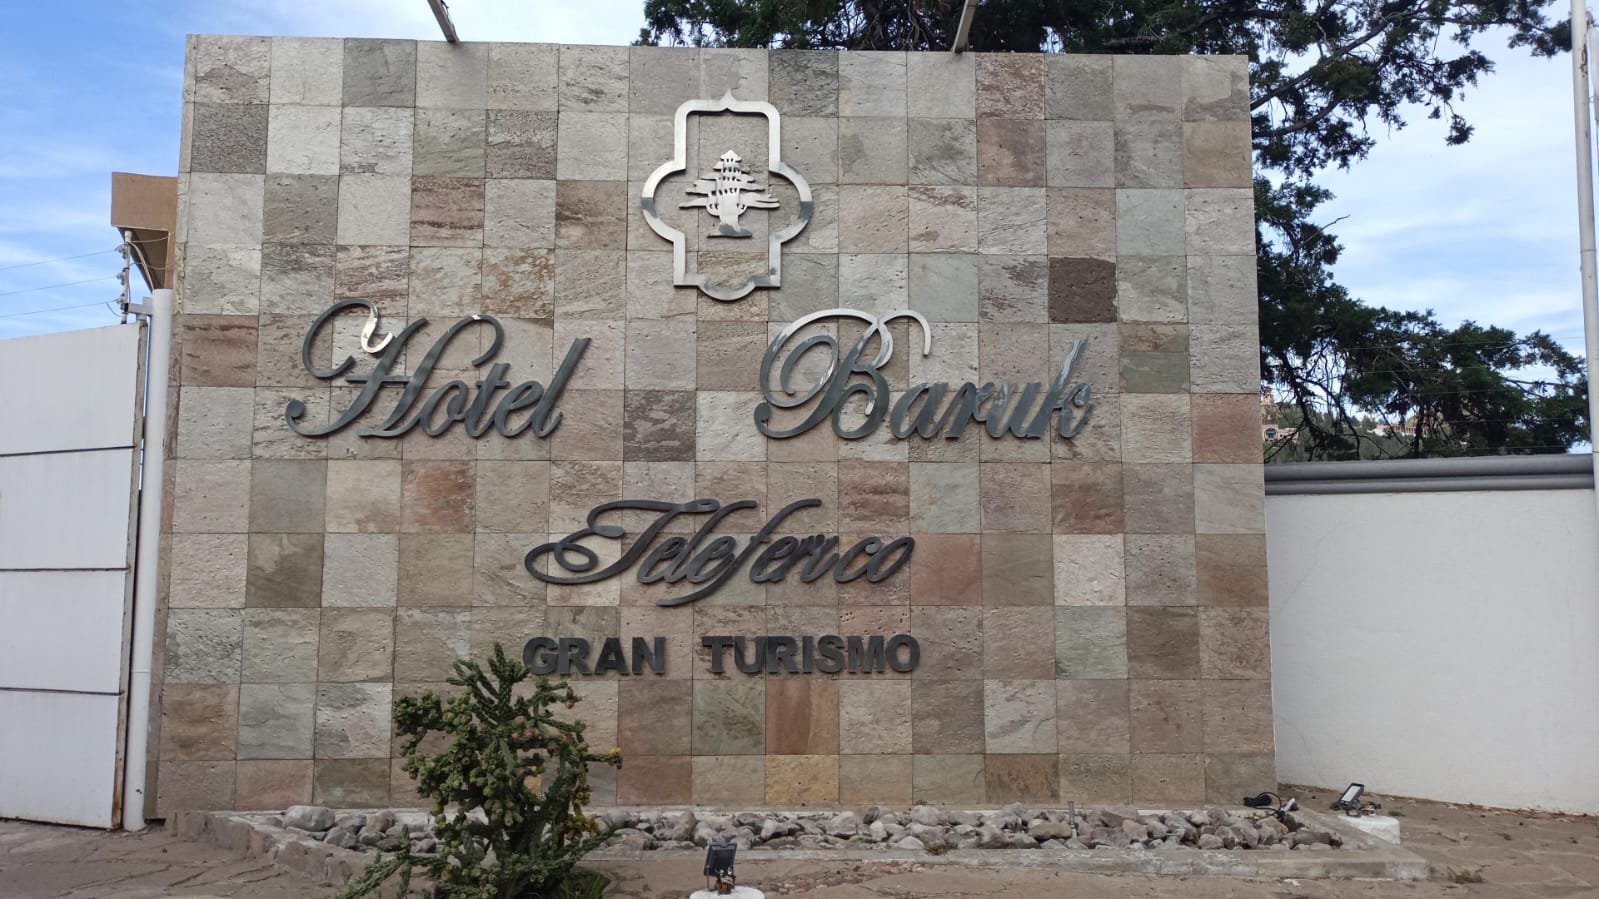 Hotel Baruk
Teleferico
GRAN TURISMO